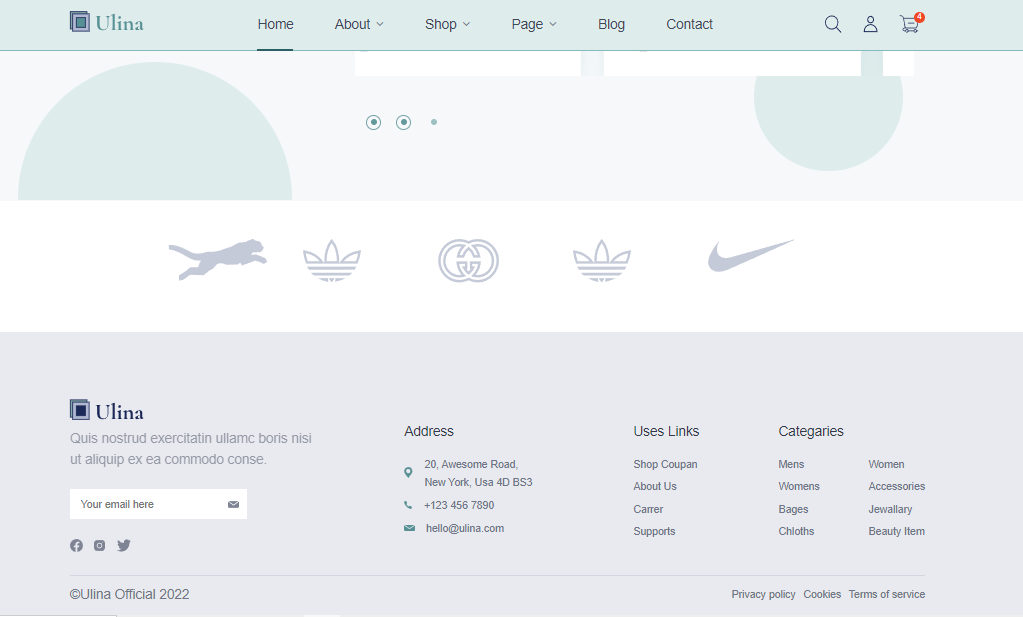 Ulina
Home About Shop Page Blog Contact
4
Ulina
Quis nostrud exercitatin ullamc boris nisi
ut aliquip ex ea commodo conse.
Your email here
Address
20, Awesome Road,
New York, Usa 4D BS3
+123 456 7890
hello@ulina.com
Uses Links
Shop Coupan
About Us
Carrer
Supports
Categaries
Mens
Womens
Bages
Chloths
Women
Accessories
Jewallary
Beauty Item
©Ulina Official 2022
Privacy policy Cookies Terms of service